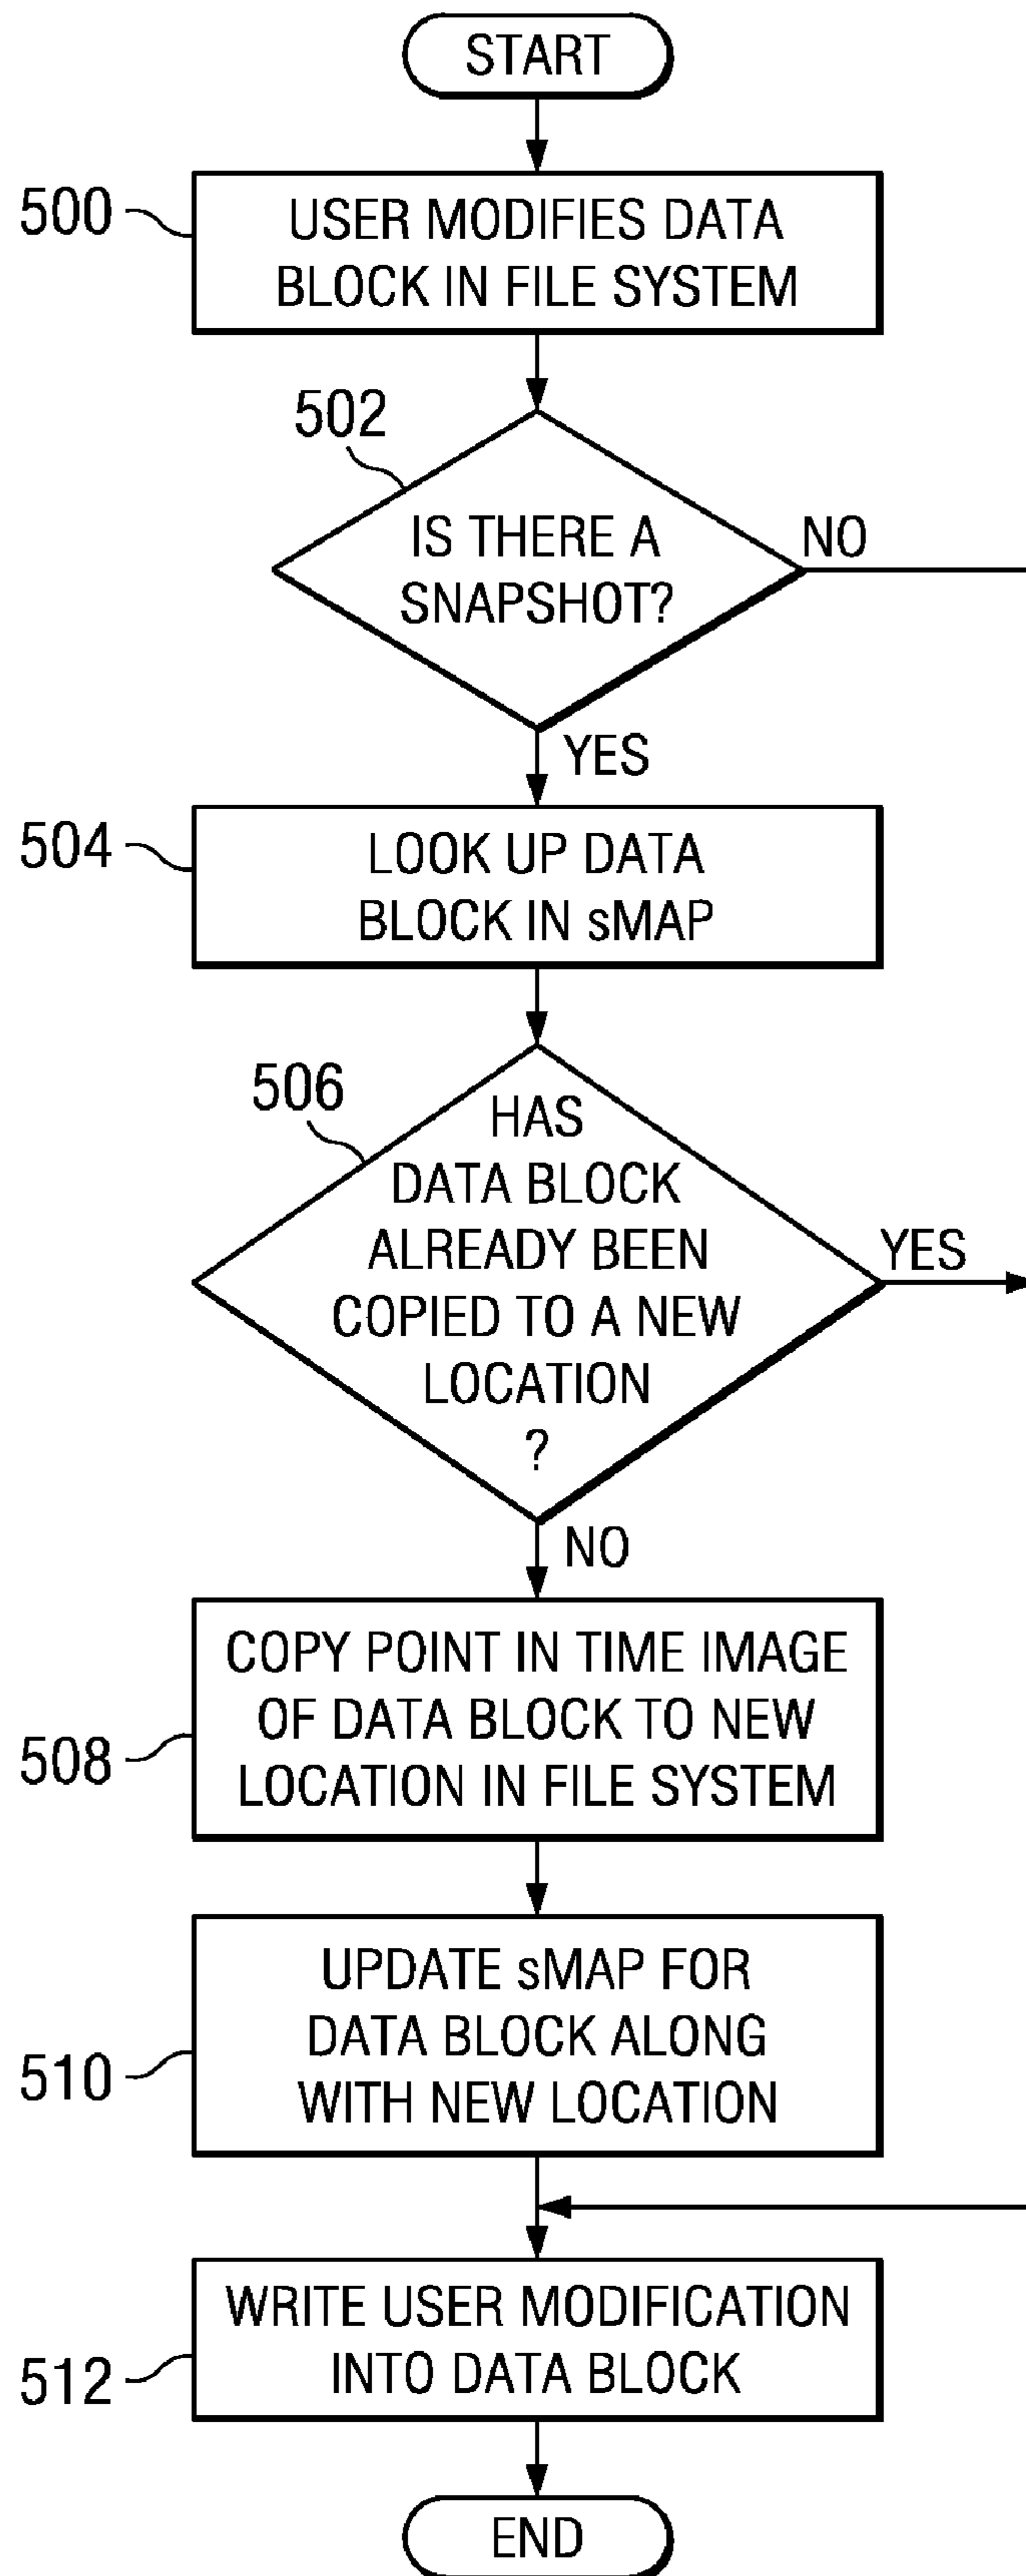 START
500
USER MODIFIES DATA
BLOCK IN FILE SYSTEM
502
IS THERE A
SNAPSHOT?
NO
YES
504
LOOK UP DATA
BLOCK IN sMAP
506
HAS
DATA BLOCK
ALREADY BEEN
COPIED TO A NEW
LOCATION
?
YES
NO
508
COPY POINT IN TIME IMAGE
OF DATA BLOCK TO NEW
LOCATION IN FILE SYSTEM
510
UPDATE sMAP FOR
DATA BLOCK ALONG
WITH NEW LOCATION
512
WRITE USER MODIFICATION
INTO DATA BLOCK
END